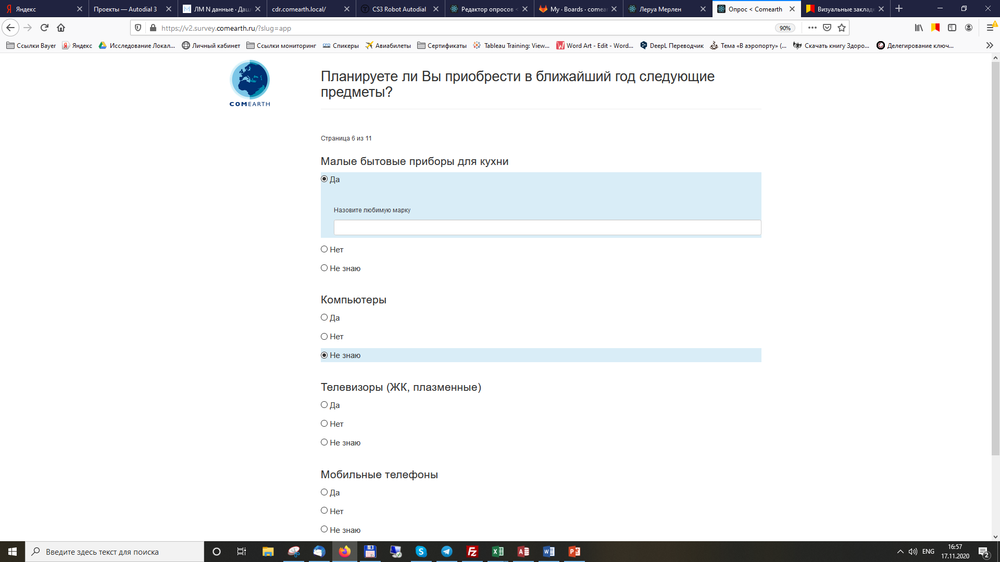 Яндекс
Проекты — Autodial 3
ЛМ N данные · Даш
cdr.comearth.local/
CS3 Robot Autodial
Редактор опросов <
My · Boards · comear
Леруа Мерлен
Опрос < Comearth
Визуальные заклад
https://v2.survey.comearth.ru/?slug=app
90%
Ссылки Bayer
Яндекс
Исследование Локал...
Личный кабинет
Ссылки мониторинг
Спикеры
Авиабилеты
Сертификаты
Tableau Training: View...
Word Art - Edit - Word...
DeepL Переводчик
Тема «В аэропорту» (...
Скачать книгу Здоро...
Делегирование ключ...
COMEARTH
Планируете ли Вы приобрести в ближайший год следующие
предметы?
Страница 6 из 11
Малые бытовые приборы для кухни
Да
Назовите любимую марку
Нет
Не знаю
Компьютеры
Да
Нет
Не знаю
Телевизоры (ЖК, плазменные)
Да
Нет
Не знаю
Мобильные телефоны
Да
Нет
Не знаю
Введите здесь текст для поиска
ENG
16:57
17.11.2020
2